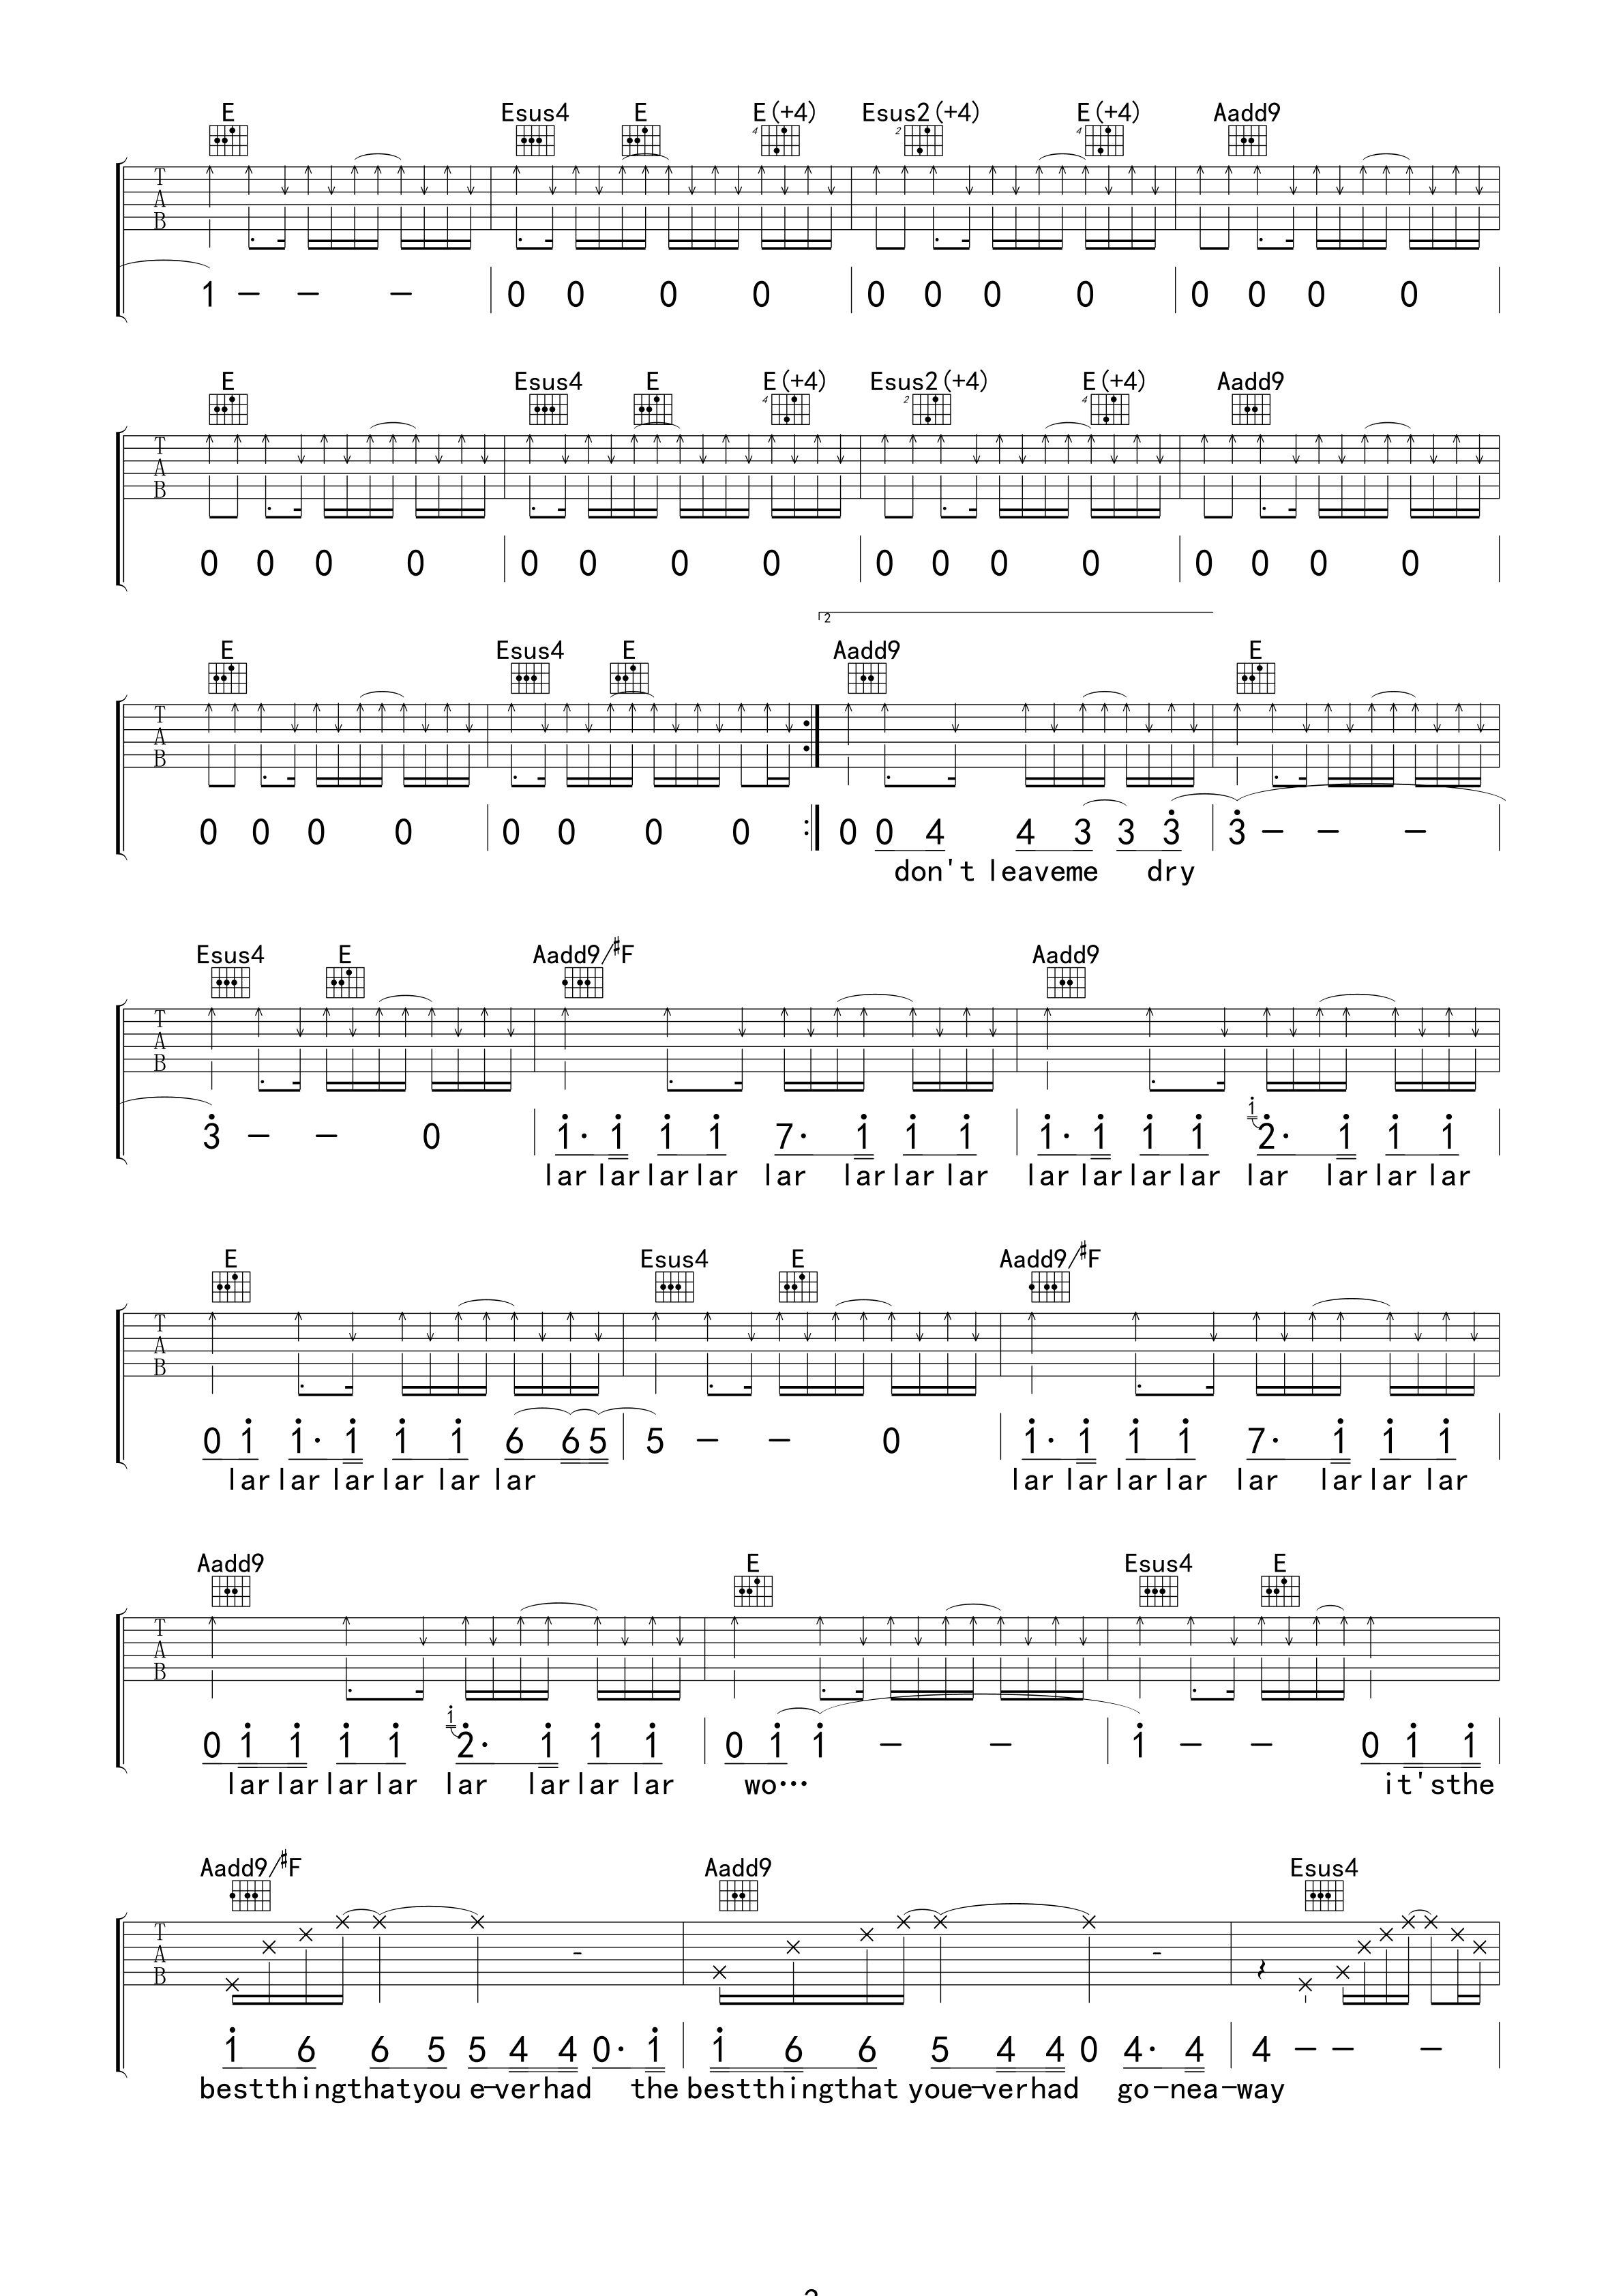 E Esus4 E E(+4) Esus2(+4) E(+4) Aadd9
4 2 4
T
A
B
1 – – – 0 0 0 0 0 0 0 0 0 0 0 0
E Esus4 E E(+4) Esus2(+4) E(+4) Aadd9
4 2 4
T
A
B
0 0 0 0 0 0 0 0 0 0 0 0 0 0 0 0
2
E Esus4 E Aadd9 E
T
A
B
0 0 0 0 0 0 0 0 0 0 4 4 3 3 3 3 – – –
don't leaveme dry
Esus4 E Aadd9/#F Aadd9
T
A
B
1
3 – – 0 1· 1 1 1 7· 1 1 1 1· 1 1 1 2· 1 1 1
lar lar lar lar lar lar lar lar lar lar lar lar lar lar lar lar
E Esus4 E Aadd9/#F
T
A
B
0 1 1· 1 1 1 6 6 5 5 – – 0 1· 1 1 1 7· 1 1 1
lar lar lar lar lar lar lar lar lar lar lar lar lar lar
Aadd9 E Esus4 E
T
A
B
1
0 1 1 1 1 2· 1 1 1 0 1 1 – – 1 – – 0 1 1
lar lar lar lar lar lar lar lar wo… it'sthe
Aadd9/#F Aadd9 Esus4
T
A
B
1 6 6 5 5 4 4 0· 1 1 6 6 5 4 4 0 4· 4 4 – – –
bestthingthatyou e–verhad the bestthingthat youe–verhad go–nea–way